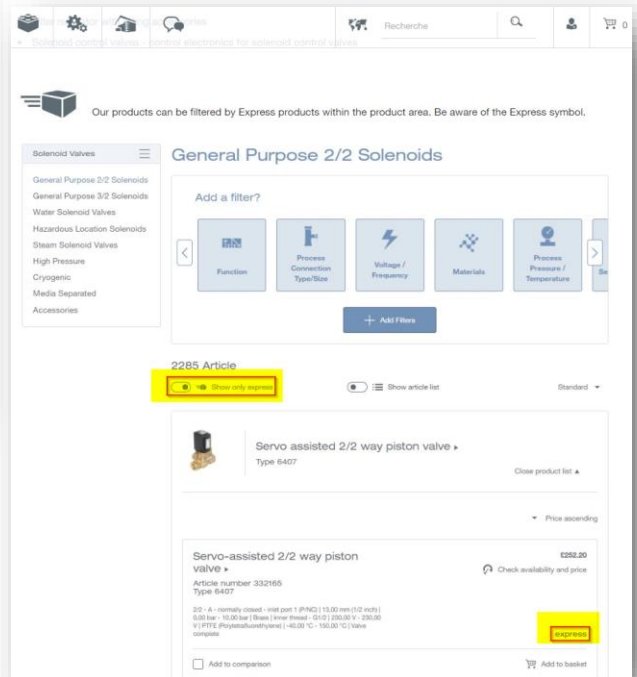 Recherche
0
Solenoid control valves - control electronics for solenoid control valves
Our products can be filtered by Express products within the product area. Be aware of the Express symbol.
Solenoid Valves
General Purpose 2/2 Solenoids
General Purpose 3/2 Solenoids
Water Solenoid Valves
Hazardous Location Solenoids
Steam Solenoid Valves
High Pressure
Cryogenic
Media Separated
Accessories
General Purpose 2/2 Solenoids
Add a filter?
Function
Process
Connection
Type/Size
Voltage /
Frequency
Materials
Process
Pressure /
Temperature
Se
Add Filters
2285 Article
Show only express
Show article list
Standard
Servo assisted 2/2 way piston valve
Type 6407
Close product list
Price ascending
Servo-assisted 2/2 way piston
valve
£252.20
Check availability and price
Article number 332165
Type 6407
2/2 - A - normally closed - inlet port 1 (P/NC) | 13,00 mm (1/2 inch) |
0,00 bar - 10,00 bar | Brass | inner thread - G1/2 | 230,00 V - 230,00
V | PTFE (Polytetrafluorethylene) | -40,00 °C - 150,00 °C | Valve
complete
express
Add to comparison
Add to basket